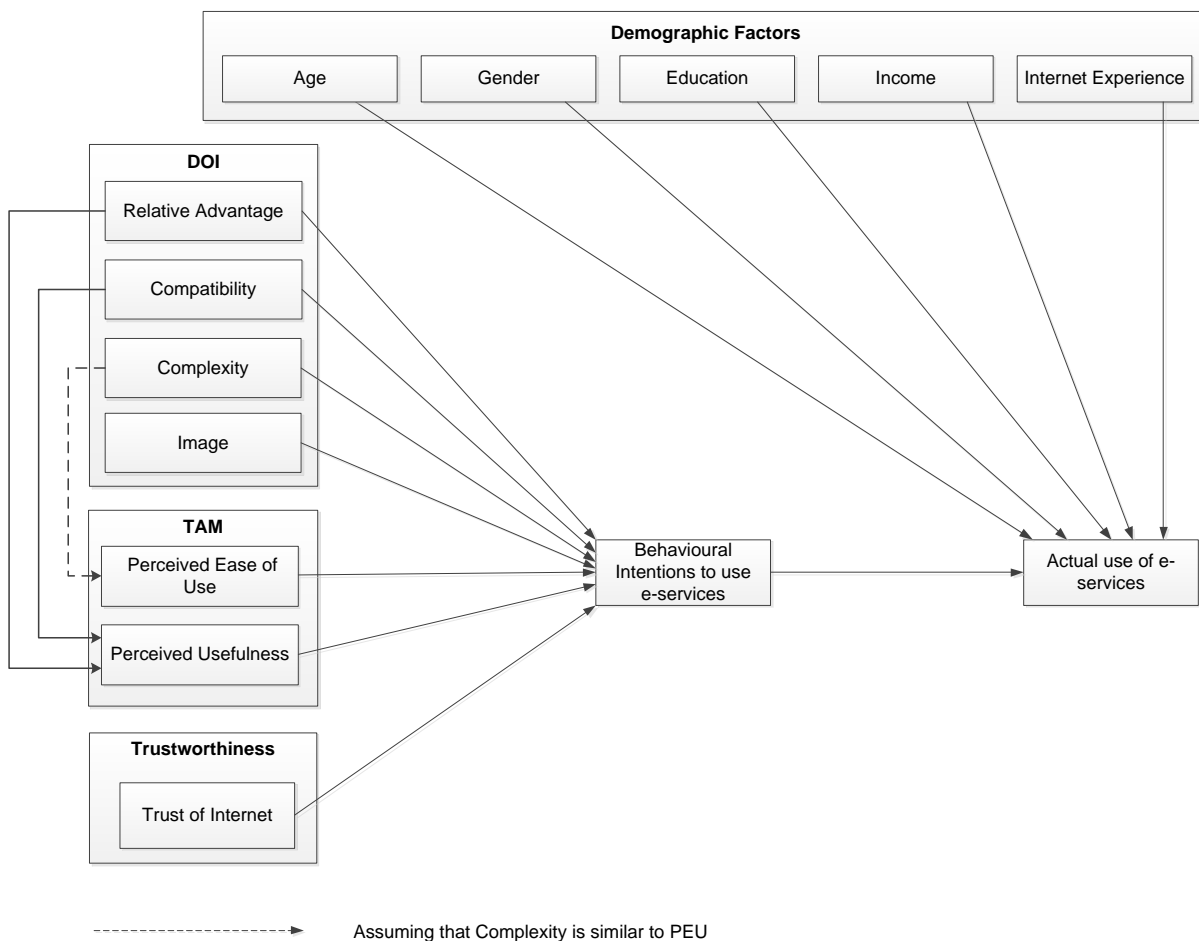 Demographic Factors
Age
Gender
Education
Income
Internet Experience
DOI
Relative Advantage
Compatibility
Complexity
Image
TAM
Perceived Ease of
Use
Perceived Usefulness
Trustworthiness
Trust of Internet
Behavioural
Intentions to use
e-services
Actual use of e-
services
Assuming that Complexity is similar to PEU